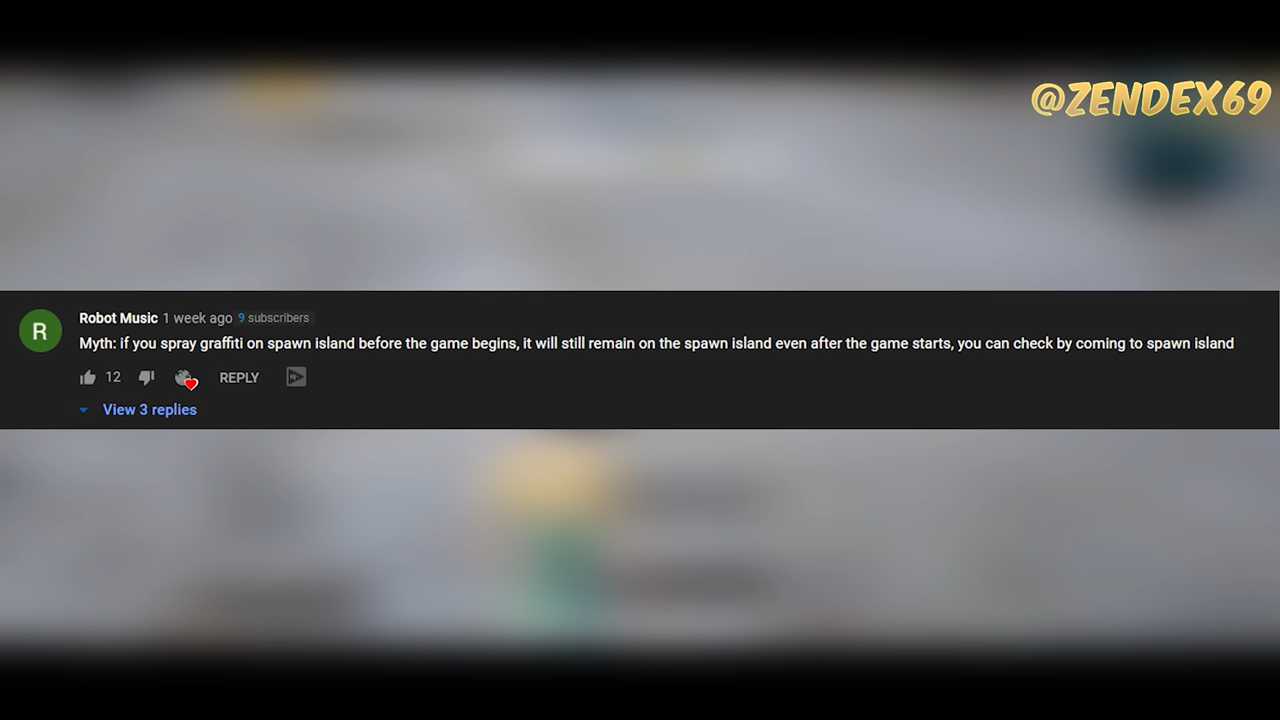 @ZENDEX69
R
Robot Music 1 week ago 9 subscribers
Myth: if you spray graffiti on spawn island before the game begins, it will still remain on the spawn island even after the game starts, you can check by coming to spawn island
12 REPLY
View 3 replies